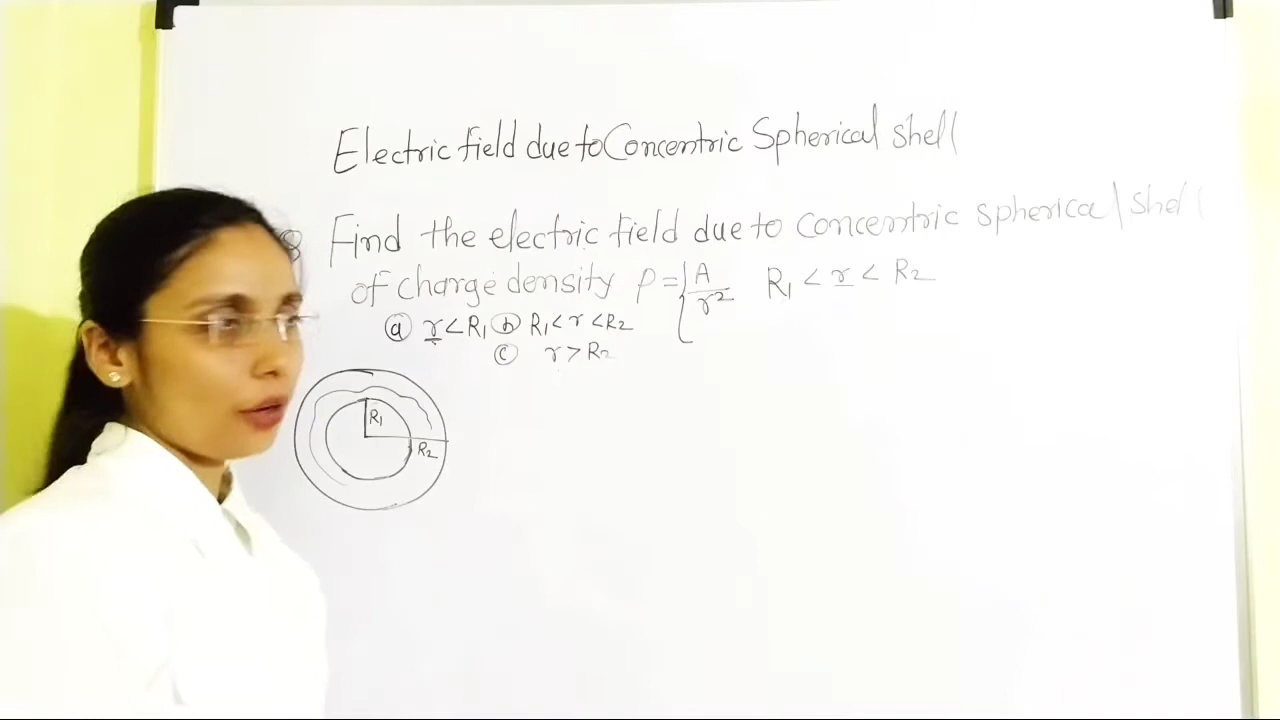 Electric field due to Concentric Spherical shell
Find the electric field due to concentric spherical shell
of charge density ρ = { A/r² R₁ < r < R₂
(a) r < R₁ (b) R₁ < r < R₂
(c) r > R₂
R₁
R₂